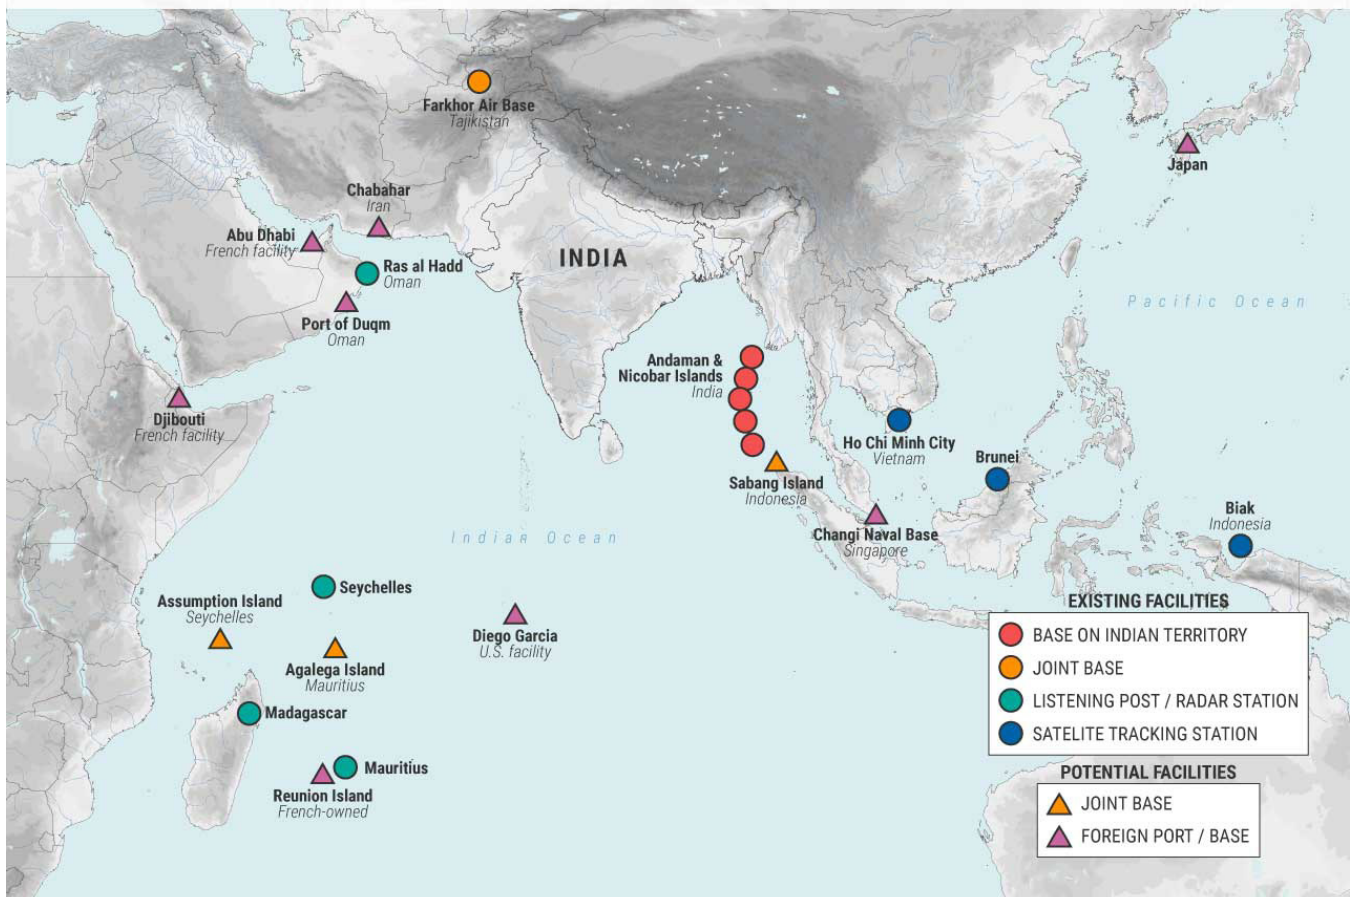 Farkhor Air Base
Tajikistan
Japan
Chabahar
Iran
Abu Dhabi
French facility
INDIA
Ras al Hadd
Oman
Pacific Ocean
Port of Duqm
Oman
Andaman &
Nicobar Islands
India
Djibouti
French facility
Ho Chi Minh City
Vietnam
Brunei
Sabang Island
Indonesia
Biak
Indonesia
Changi Naval Base
Singapore
Indian Ocean
Seychelles
Assumption Island
Seychelles
Diego Garcia
U.S. facility
Agalega Island
Mauritius
Madagascar
Mauritius
Reunion Island
French-owned
EXISTING FACILITIES
BASE ON INDIAN TERRITORY
JOINT BASE
LISTENING POST / RADAR STATION
SATELITE TRACKING STATION
POTENTIAL FACILITIES
JOINT BASE
FOREIGN PORT / BASE